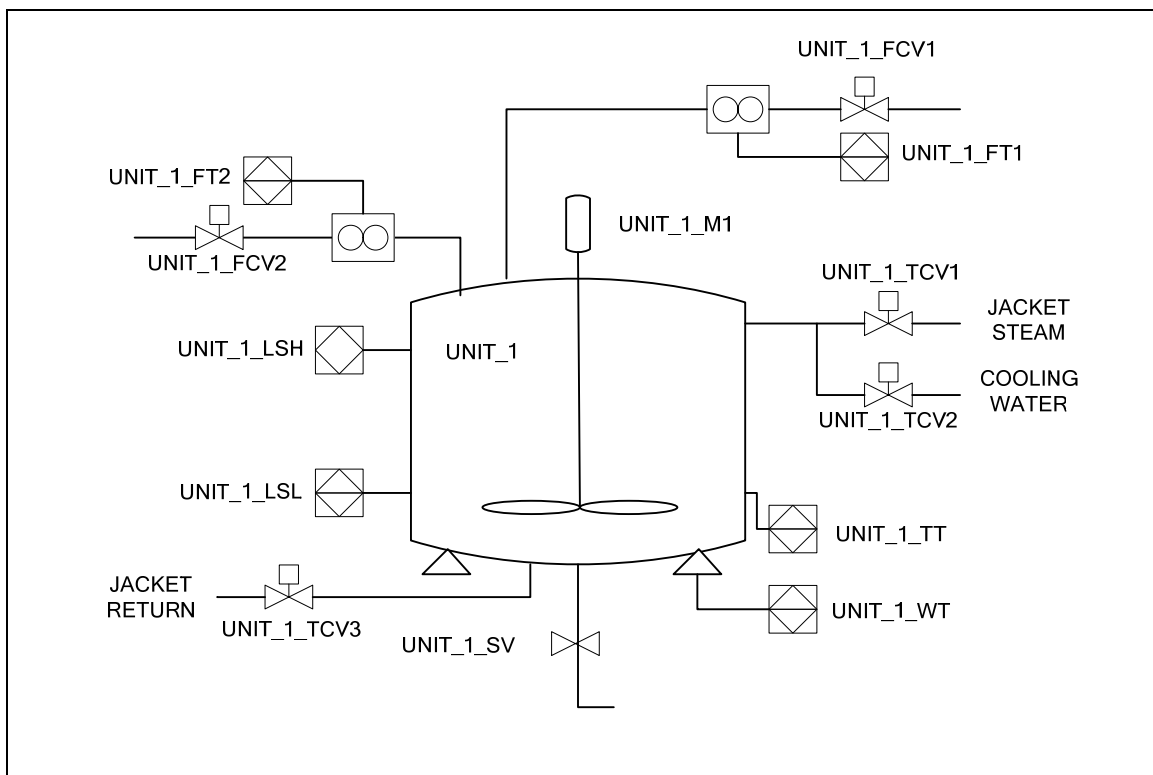 UNIT_1_FCV1
UNIT_1_FT1
UNIT_1_FT2
UNIT_1_M1
UNIT_1_FCV2
UNIT_1_TCV1
JACKET
STEAM
UNIT_1_LSH
UNIT_1
COOLING
WATER
UNIT_1_TCV2
UNIT_1_LSL
UNIT_1_TT
JACKET
RETURN
UNIT_1_WT
UNIT_1_TCV3
UNIT_1_SV